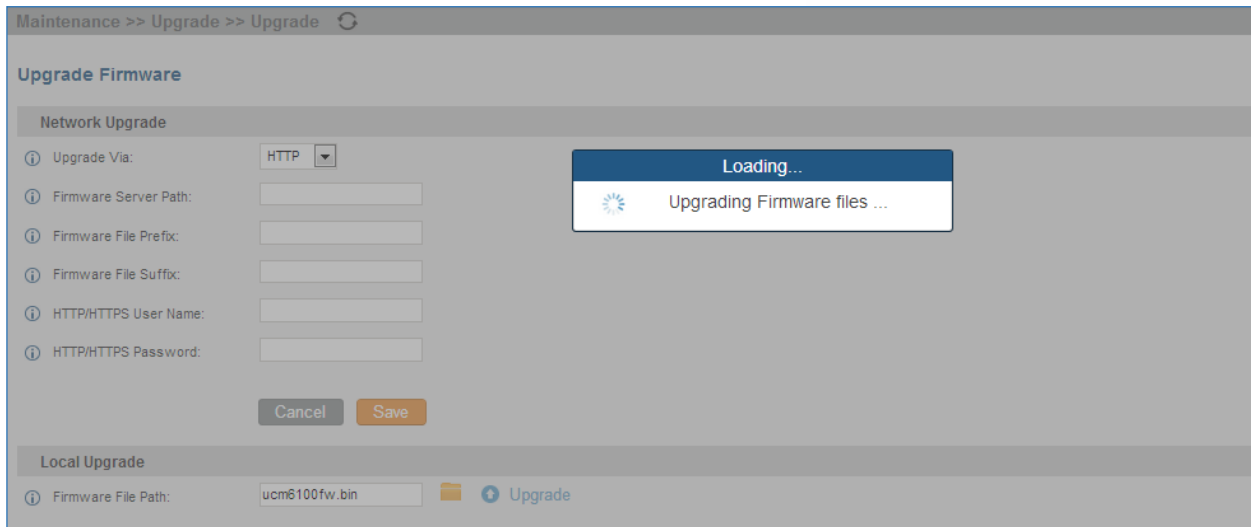 Maintenance >> Upgrade >> Upgrade
Upgrade Firmware
Network Upgrade
Upgrade Via:
HTTP
Firmware Server Path:
Firmware File Prefix:
Firmware File Suffix:
HTTP/HTTPS User Name:
HTTP/HTTPS Password:
Loading...
Upgrading Firmware files ...
Cancel Save
Local Upgrade
Firmware File Path: ucm6100fw.bin Upgrade